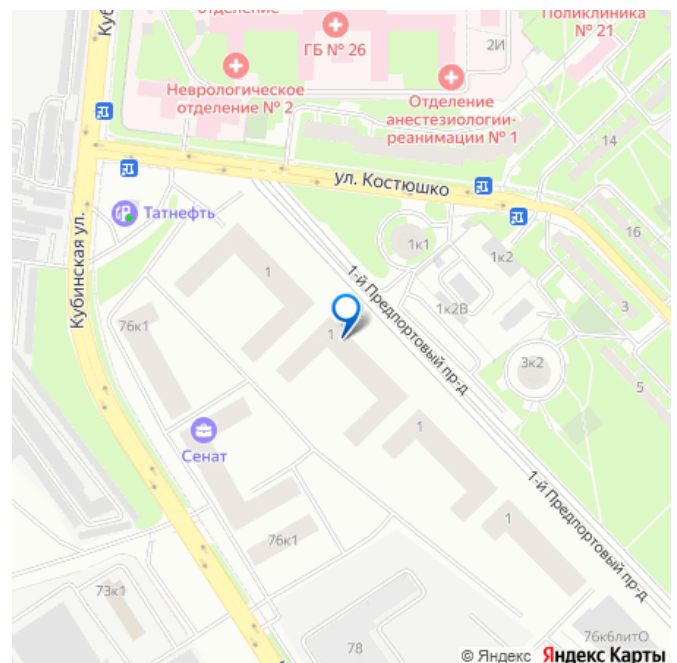 отделение
Поликлиника
№ 21
ГБ № 26
2И
Неврологическое
отделение № 2
Отделение
анестезиологии-
реанимации № 1
14
ул. Костюшко
Татнефть
16
1к1
1к2
1
1-й Предпортовый пр-д
Кубинская ул.
3
1к2В
76к1
1
3к2
5
1
Сенат
1-й Предпортовый пр-д
1
76к1
73к1
78
76к6литО
© Яндекс Яндекс Карты